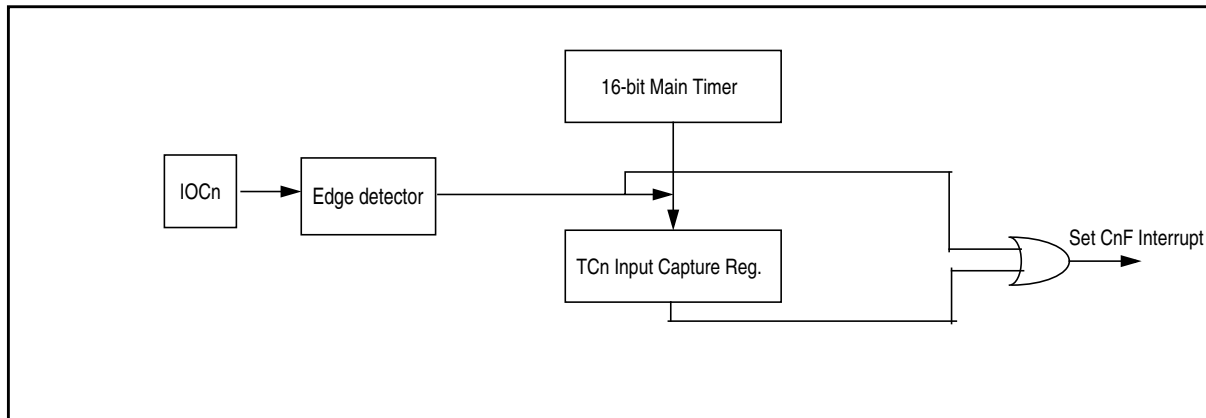 16-bit Main Timer
IOCn
Edge detector
TCn Input Capture Reg.
Set CnF Interrupt